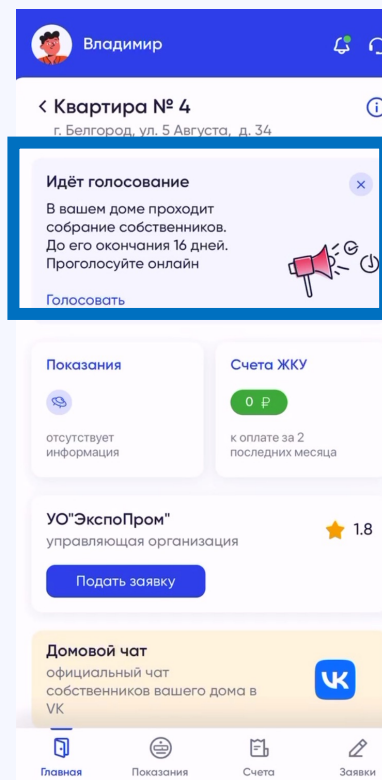 Владимир
< Квартира № 4
г. Белгород, ул. 5 Августа, д. 34
Идёт голосование
В вашем доме проходит
собрание собственников.
До его окончания 16 дней.
Проголосуйте онлайн
Голосовать
Показания
Счета ЖКУ
0 ₽
отсутствует
информация
к оплате за 2
последних месяца
УО"ЭкспоПром"
1.8
управляющая организация
Подать заявку
Домовой чат
официальный чат
собственников вашего дома в
VK
Главная
Показания
Счета
Заявки